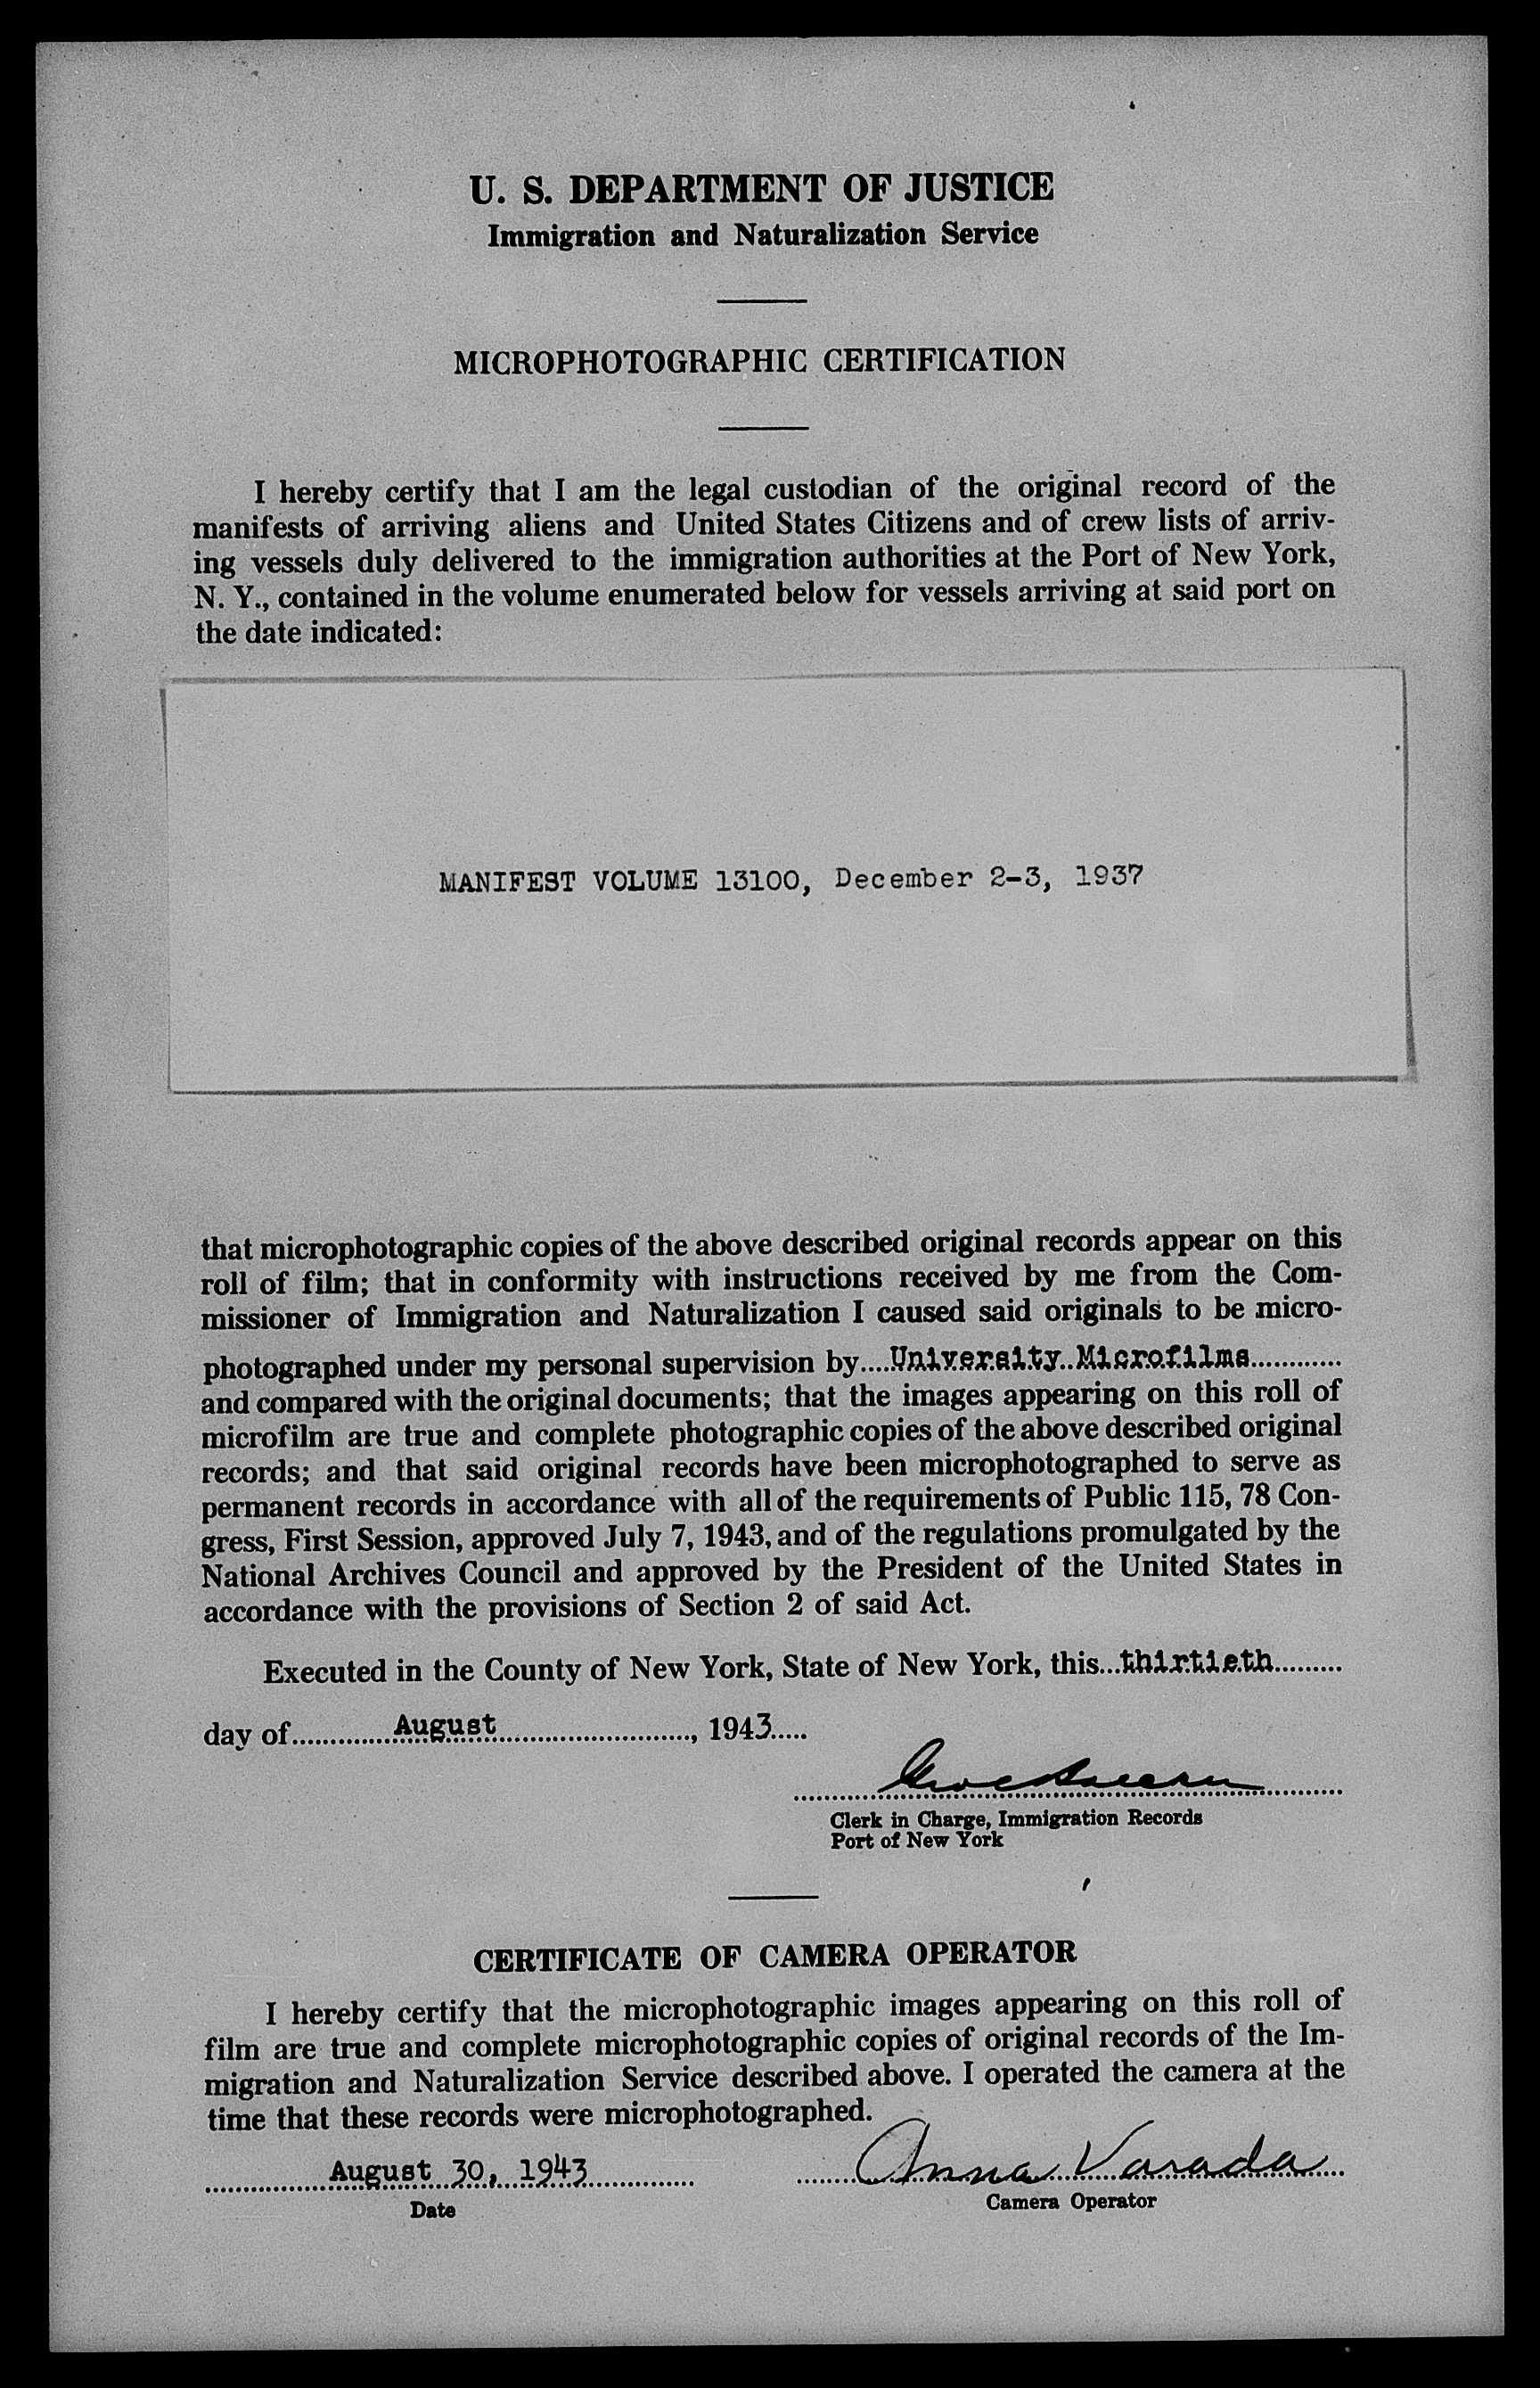 U. S. DEPARTMENT OF JUSTICE
Immigration and Naturalization Service
MICROPHOTOGRAPHIC CERTIFICATION
I hereby certify that I am the legal custodian of the original record of the
manifests of arriving aliens and United States Citizens and of crew lists of arriv-
ing vessels duly delivered to the immigration authorities at the Port of New York,
N. Y., contained in the volume enumerated below for vessels arriving at said port on
the date indicated:
MANIFEST VOLUME 13100, December 2-3, 1937
that microphotographic copies of the above described original records appear on this
roll of film; that in conformity with instructions received by me from the Com-
missioner of Immigration and Naturalization I caused said originals to be micro-
photographed under my personal supervision by....University Microfilms............
and compared with the original documents; that the images appearing on this roll of
microfilm are true and complete photographic copies of the above described original
records; and that said original records have been microphotographed to serve as
permanent records in accordance with all of the requirements of Public 115, 78 Con-
gress, First Session, approved July 7, 1943, and of the regulations promulgated by the
National Archives Council and approved by the President of the United States in
accordance with the provisions of Section 2 of said Act.
Executed in the County of New York, State of New York, this...thirtieth.........
day of..............August.........................., 1943.....
Clerk in Charge, Immigration Records
Port of New York
CERTIFICATE OF CAMERA OPERATOR
I hereby certify that the microphotographic images appearing on this roll of
film are true and complete microphotographic copies of original records of the Im-
migration and Naturalization Service described above. I operated the camera at the
time that these records were microphotographed.
August 30, 1943 Anna Varada
Date Camera Operator